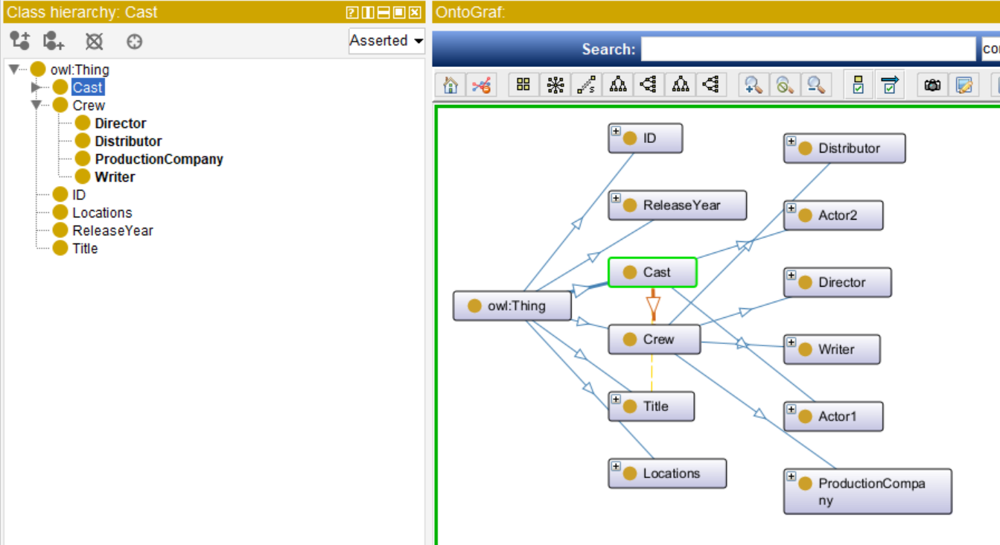 Class hierarchy: Cast
Asserted
owl:Thing
Cast
Crew
Director
Distributor
ProductionCompany
Writer
ID
Locations
ReleaseYear
Title
OntoGraf:
Search:
co
ID
Distributor
ReleaseYear
Actor2
Cast
Director
owl:Thing
Crew
Writer
Title
Actor1
Locations
ProductionCompa
ny